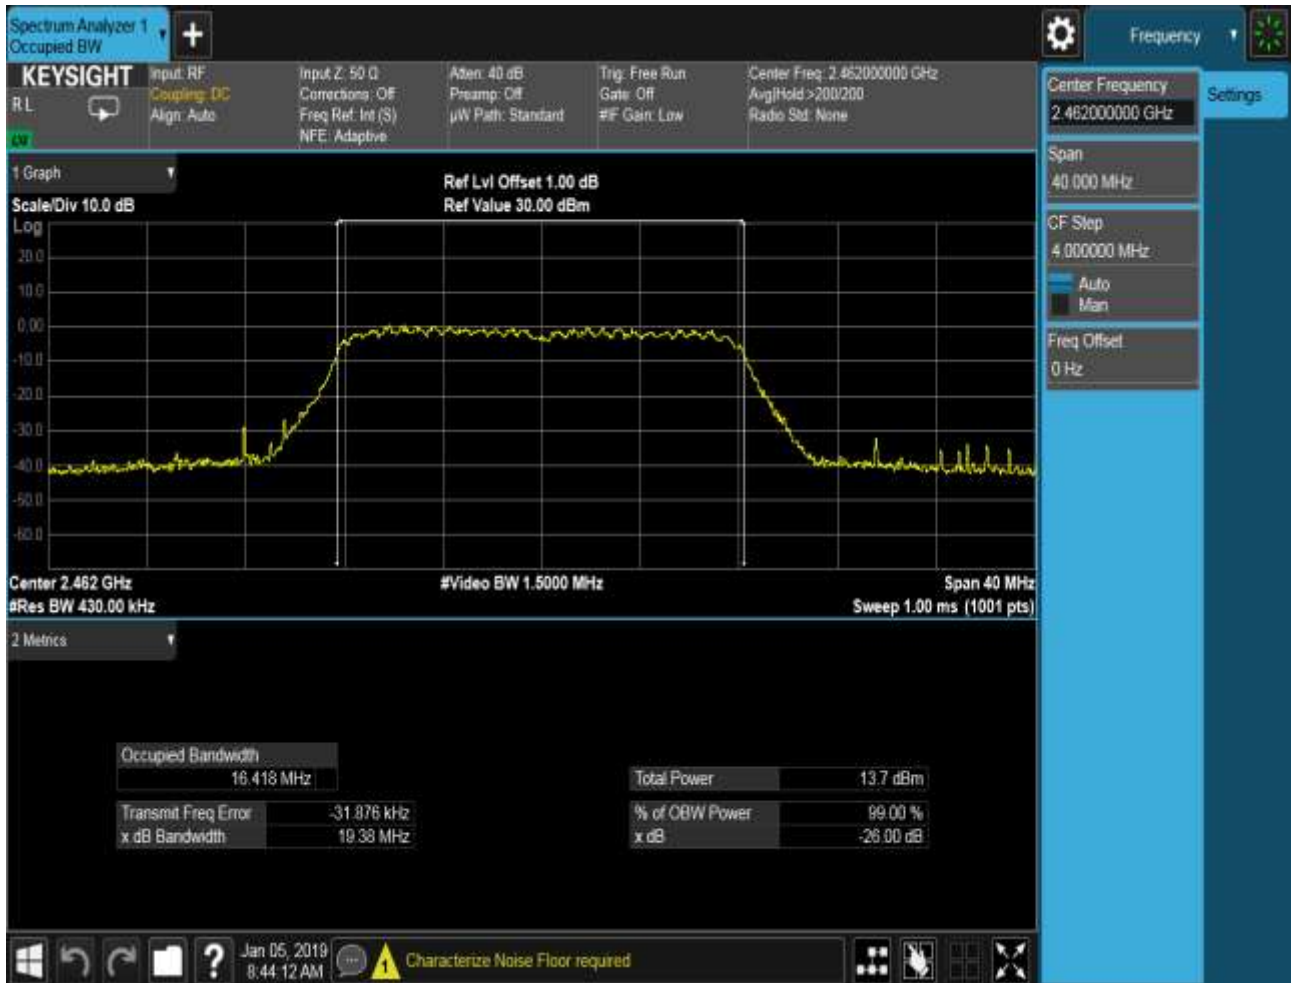 Spectrum Analyzer 1
Occupied BW
Frequency
KEYSIGHT
R L
Input: RF
Coupling: DC
Align: Auto
Input Z: 50 Ω
Corrections: Off
Freq Ref: Int (S)
NFE: Adaptive
Atten: 40 dB
Preamp: Off
µW Path: Standard
Trig: Free Run
Gate: Off
#IF Gain: Low
Center Freq: 2.462000000 GHz
Avg|Hold:>200/200
Radio Std: None
Center Frequency
2.462000000 GHz
Settings
Span
40.000 MHz
CF Step
4.000000 MHz
Auto
Man
Freq Offset
0 Hz
1 Graph
Scale/Div 10.0 dB
Ref Lvl Offset 1.00 dB
Ref Value 30.00 dBm
Log
20.0
10.0
0.00
-10.0
-20.0
-30.0
-40.0
-50.0
-60.0
Center 2.462 GHz
#Video BW 1.5000 MHz
Span 40 MHz
#Res BW 430.00 kHz
Sweep 1.00 ms (1001 pts)
2 Metrics
Occupied Bandwidth
16.418 MHz
Total Power 13.7 dBm
Transmit Freq Error -31.876 kHz
% of OBW Power 99.00 %
x dB Bandwidth 19.38 MHz
x dB -26.00 dB
?
Jan 05, 2019
8:44:12 AM
1
Characterize Noise Floor required